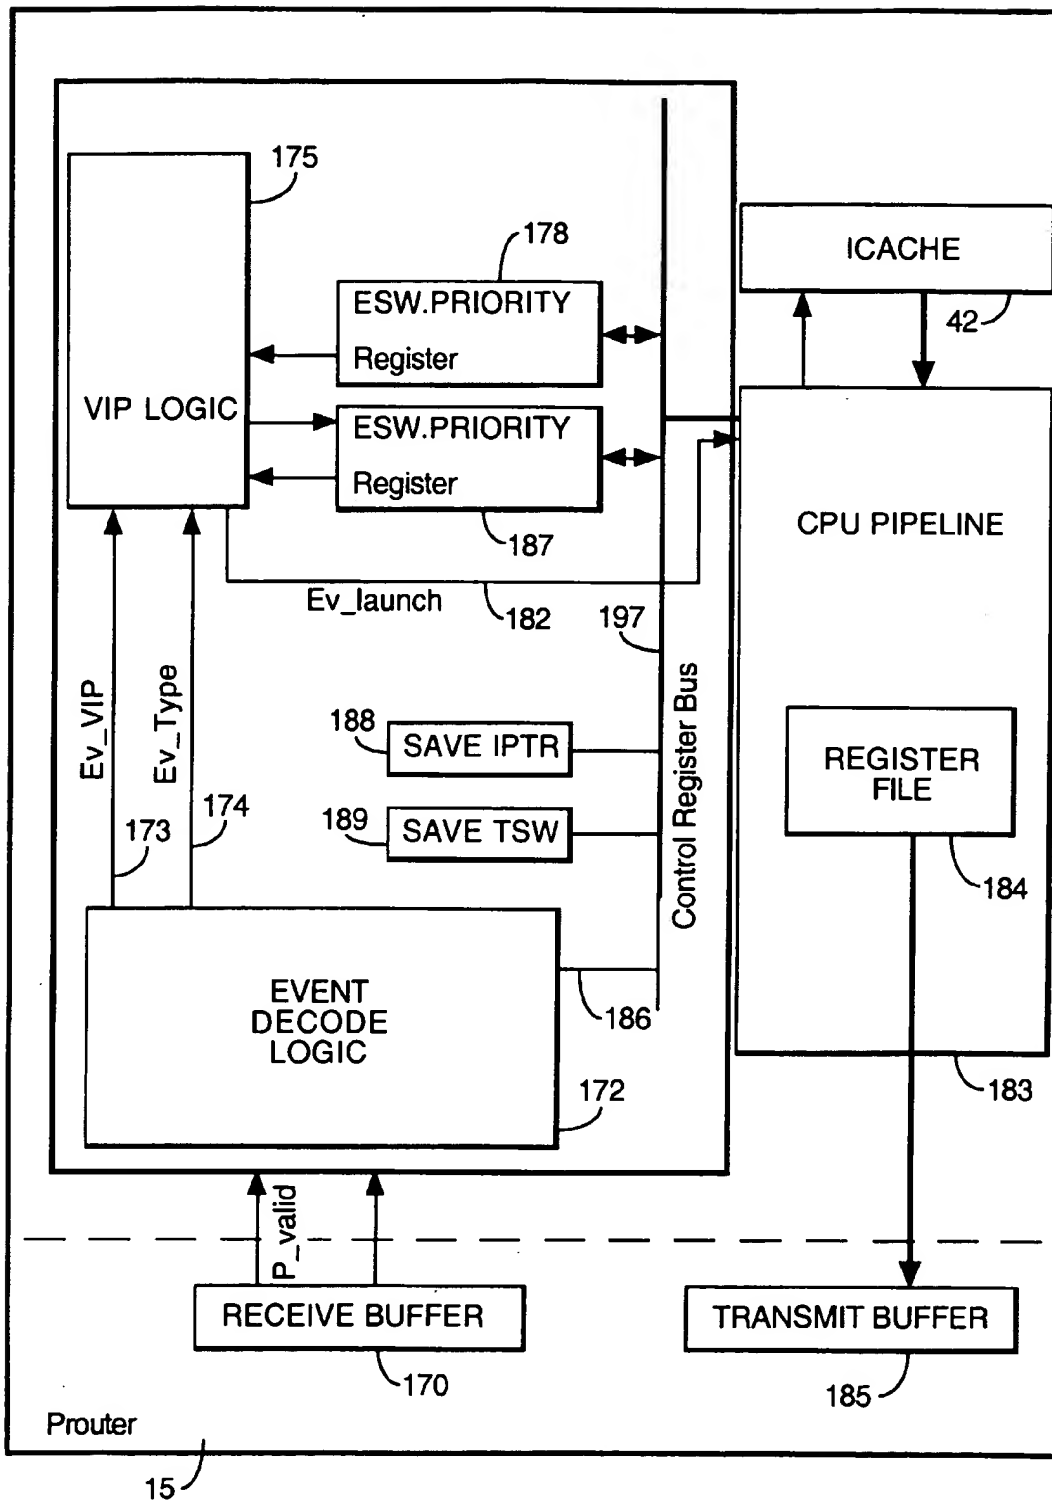 175
178
ICACHE
42
ESW.PRIORITY
Register
VIP LOGIC
ESW.PRIORITY
Register
187
CPU PIPELINE
Ev_launch
182
197
Ev_VIP
Ev_Type
188
SAVE IPTR
189
SAVE TSW
Control Register Bus
REGISTER
FILE
184
173
174
EVENT
DECODE
LOGIC
186
172
183
P_valid
RECEIVE BUFFER
170
TRANSMIT BUFFER
185
Prouter
15